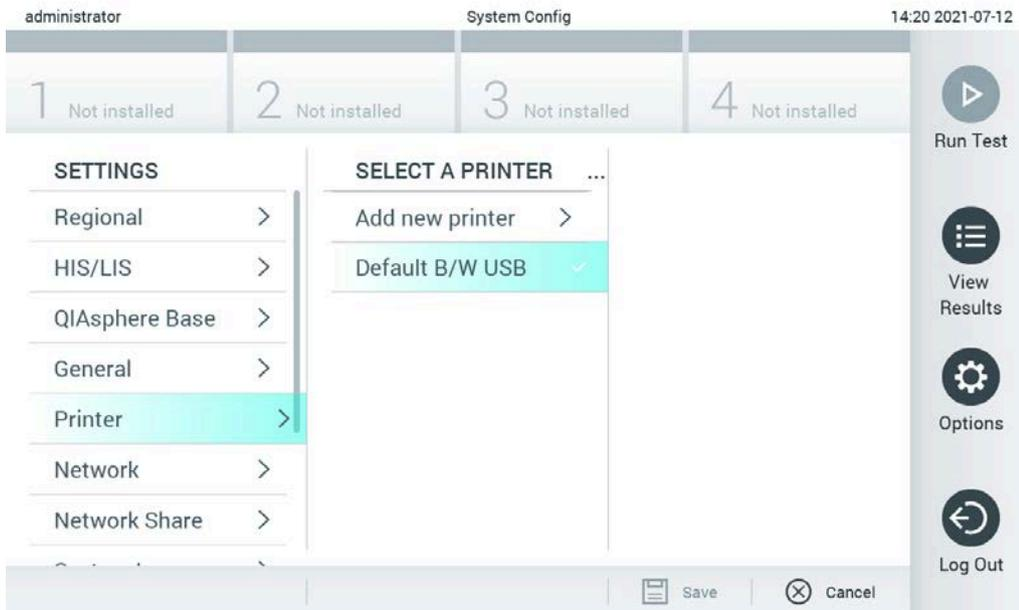 administrator
System Config
14:20 2021-07-12
1 Not installed
2 Not installed
3 Not installed
4 Not installed
Run Test
SETTINGS
Regional
HIS/LIS
QIAsphere Base
General
Printer
Network
Network Share
SELECT A PRINTER ...
Add new printer
Default B/W USB
View
Results
Options
Log Out
Save
Cancel